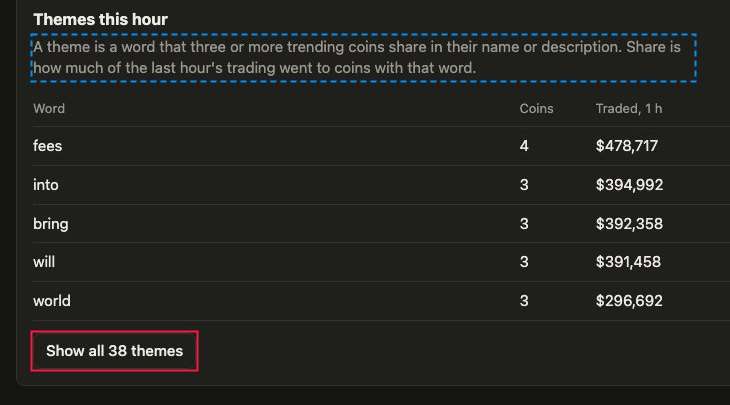 Themes this hour
A theme is a word that three or more trending coins share in their name or description. Share is
how much of the last hour's trading went to coins with that word.
Word Coins Traded, 1 h
fees 4 $478,717
into 3 $394,992
bring 3 $392,358
will 3 $391,458
world 3 $296,692
Show all 38 themes